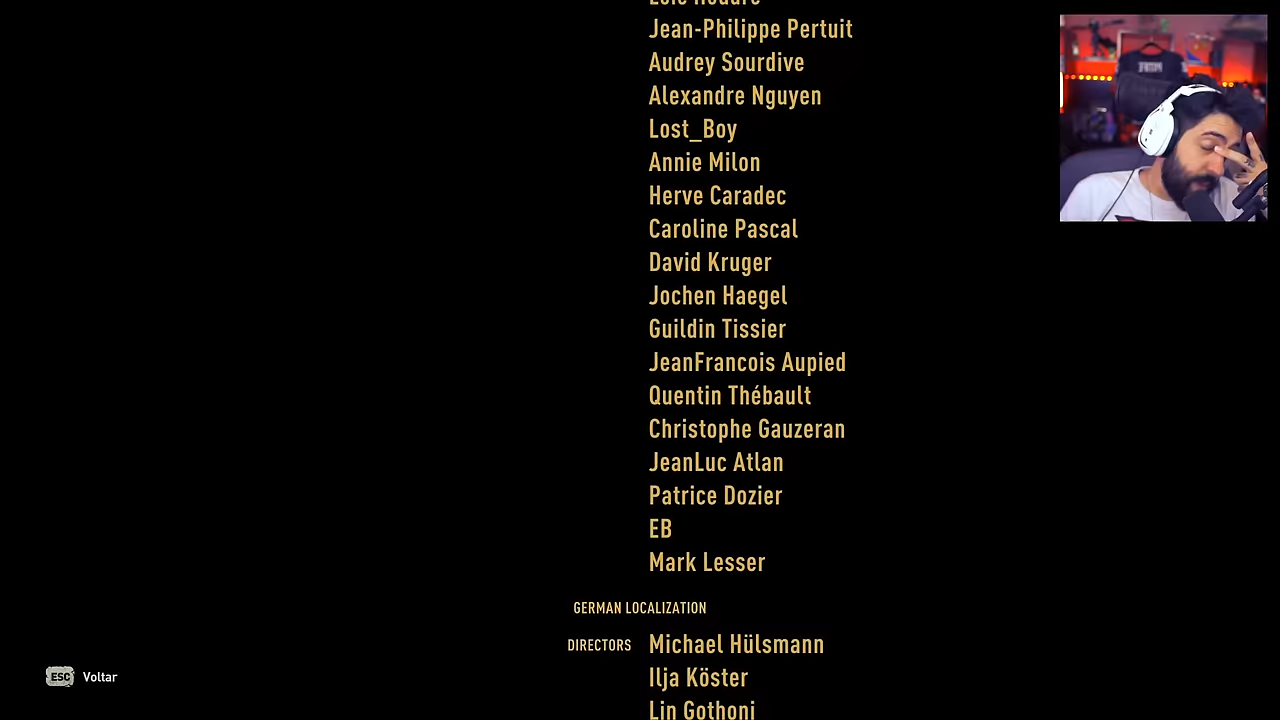 Jean-Philippe Pertuit
Audrey Sourdive
Alexandre Nguyen
Lost_Boy
Annie Milon
Herve Caradec
Caroline Pascal
David Kruger
Jochen Haegel
Guildin Tissier
JeanFrancois Aupied
Quentin Thébault
Christophe Gauzeran
JeanLuc Atlan
Patrice Dozier
EB
Mark Lesser
GERMAN LOCALIZATION
DIRECTORS Michael Hülsmann
Ilja Köster
Lin Gothoni
ESC Voltar